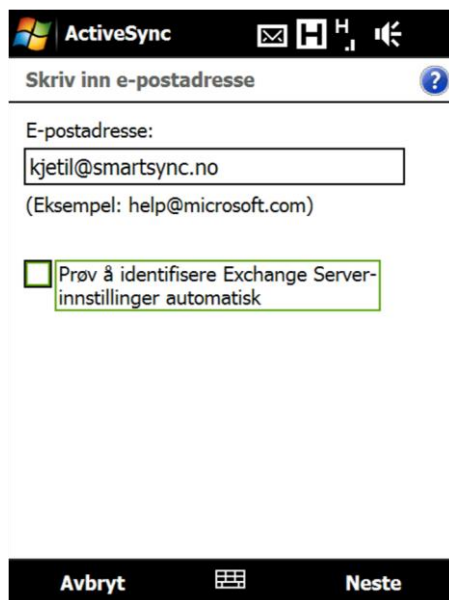 ActiveSync
H H
Skriv inn e-postadresse
?
E-postadresse:
kjetil@smartsync.no
(Eksempel: help@microsoft.com)
Prøv å identifisere Exchange Server-
innstillinger automatisk
Avbryt Neste